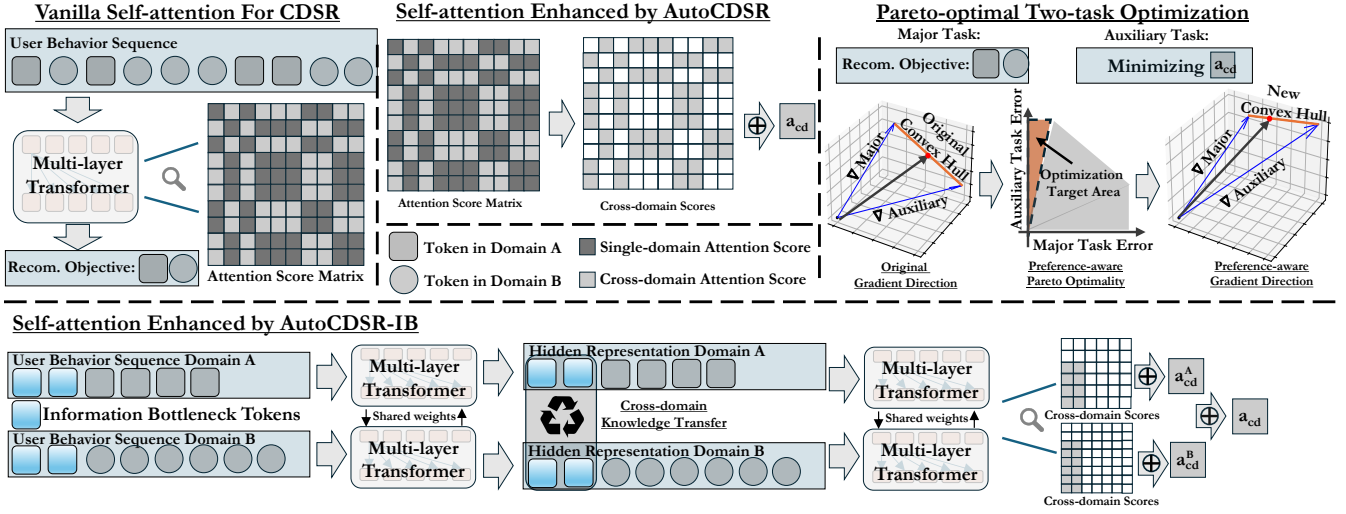 Vanilla Self-attention For CDSR
User Behavior Sequence
Multi-layer
Transformer
Recom. Objective:
Attention Score Matrix
Self-attention Enhanced by AutoCDSR
Attention Score Matrix
Cross-domain Scores
a_cd
Token in Domain A
Single-domain Attention Score
Token in Domain B
Cross-domain Attention Score
Pareto-optimal Two-task Optimization
Major Task:
Auxiliary Task:
Recom. Objective:
Minimizing a_cd
∇ Major
Original
Convex Hull
∇ Auxiliary
Original
Gradient Direction
Auxiliary Task Error
Optimization
Target Area
Major Task Error
Preference-aware
Pareto Optimality
New
Convex Hull
∇ Major
∇ Auxiliary
Preference-aware
Gradient Direction
Self-attention Enhanced by AutoCDSR-IB
User Behavior Sequence Domain A
Information Bottleneck Tokens
User Behavior Sequence Domain B
Multi-layer
Transformer
Shared weights
Multi-layer
Transformer
Hidden Representation Domain A
Cross-domain
Knowledge Transfer
Hidden Representation Domain B
Multi-layer
Transformer
Shared weights
Multi-layer
Transformer
Cross-domain Scores
a_cd^A
Cross-domain Scores
a_cd^B
a_cd